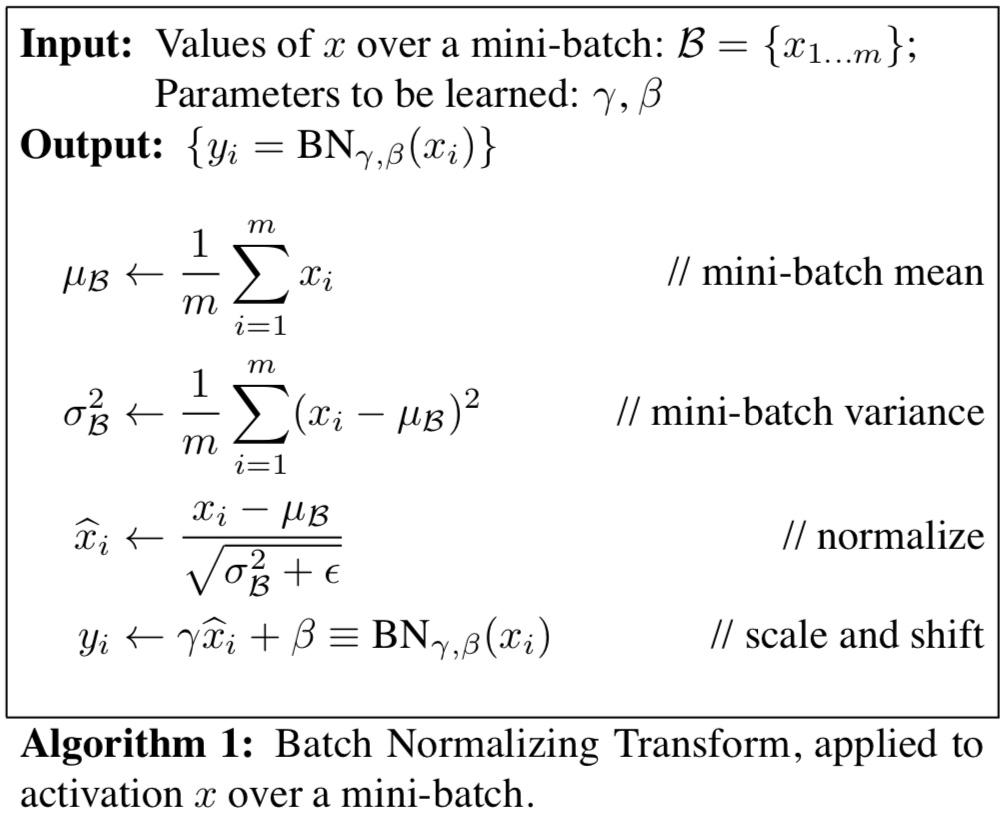 Input: Values of $x$ over a mini-batch: $\mathcal{B} = \{x_{1 \ldots m}\}$;
Parameters to be learned: $\gamma, \beta$
Output: $\{y_i = \mathrm{BN}_{\gamma,\beta}(x_i)\}$
$\mu_{\mathcal{B}} \leftarrow \frac{1}{m} \sum_{i=1}^{m} x_i$ // mini-batch mean
$\sigma_{\mathcal{B}}^2 \leftarrow \frac{1}{m} \sum_{i=1}^{m} (x_i - \mu_{\mathcal{B}})^2$ // mini-batch variance
$\widehat{x}_i \leftarrow \frac{x_i - \mu_{\mathcal{B}}}{\sqrt{\sigma_{\mathcal{B}}^2 + \epsilon}}$ // normalize
$y_i \leftarrow \gamma \widehat{x}_i + \beta \equiv \mathrm{BN}_{\gamma,\beta}(x_i)$ // scale and shift
Algorithm 1: Batch Normalizing Transform, applied to
activation $x$ over a mini-batch.